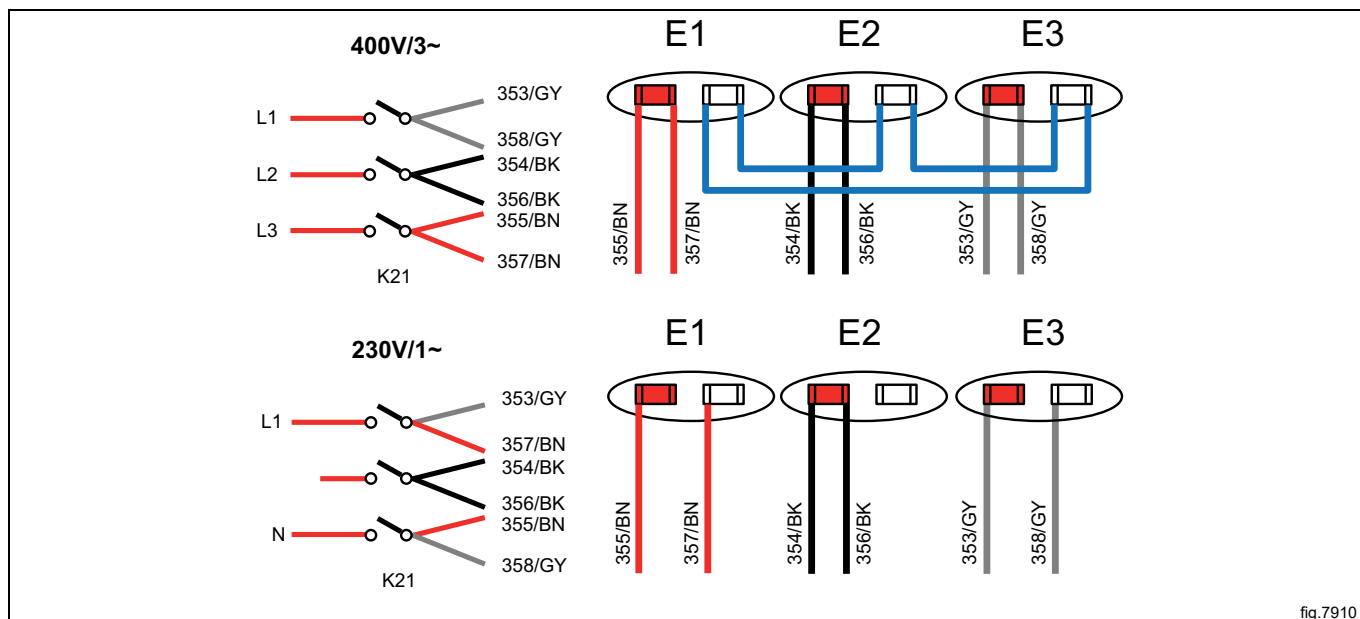 400V/3~
E1
E2
E3
L1
353/GY
358/GY
L2
354/BK
356/BK
L3
355/BN
357/BN
K21
355/BN
357/BN
354/BK
356/BK
353/GY
358/GY
230V/1~
E1
E2
E3
L1
353/GY
357/BN
354/BK
356/BK
N
355/BN
358/GY
K21
355/BN
357/BN
354/BK
356/BK
353/GY
358/GY
fig.7910